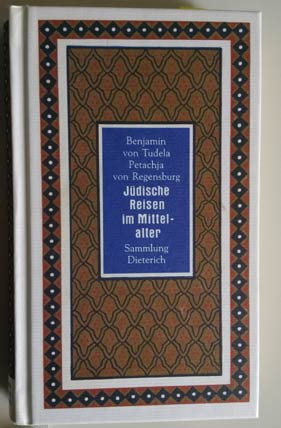 Benjamin
von Tudela
Petachja
von Regensburg
Jüdische
Reisen
im Mittel-
alter
Sammlung
Dieterich